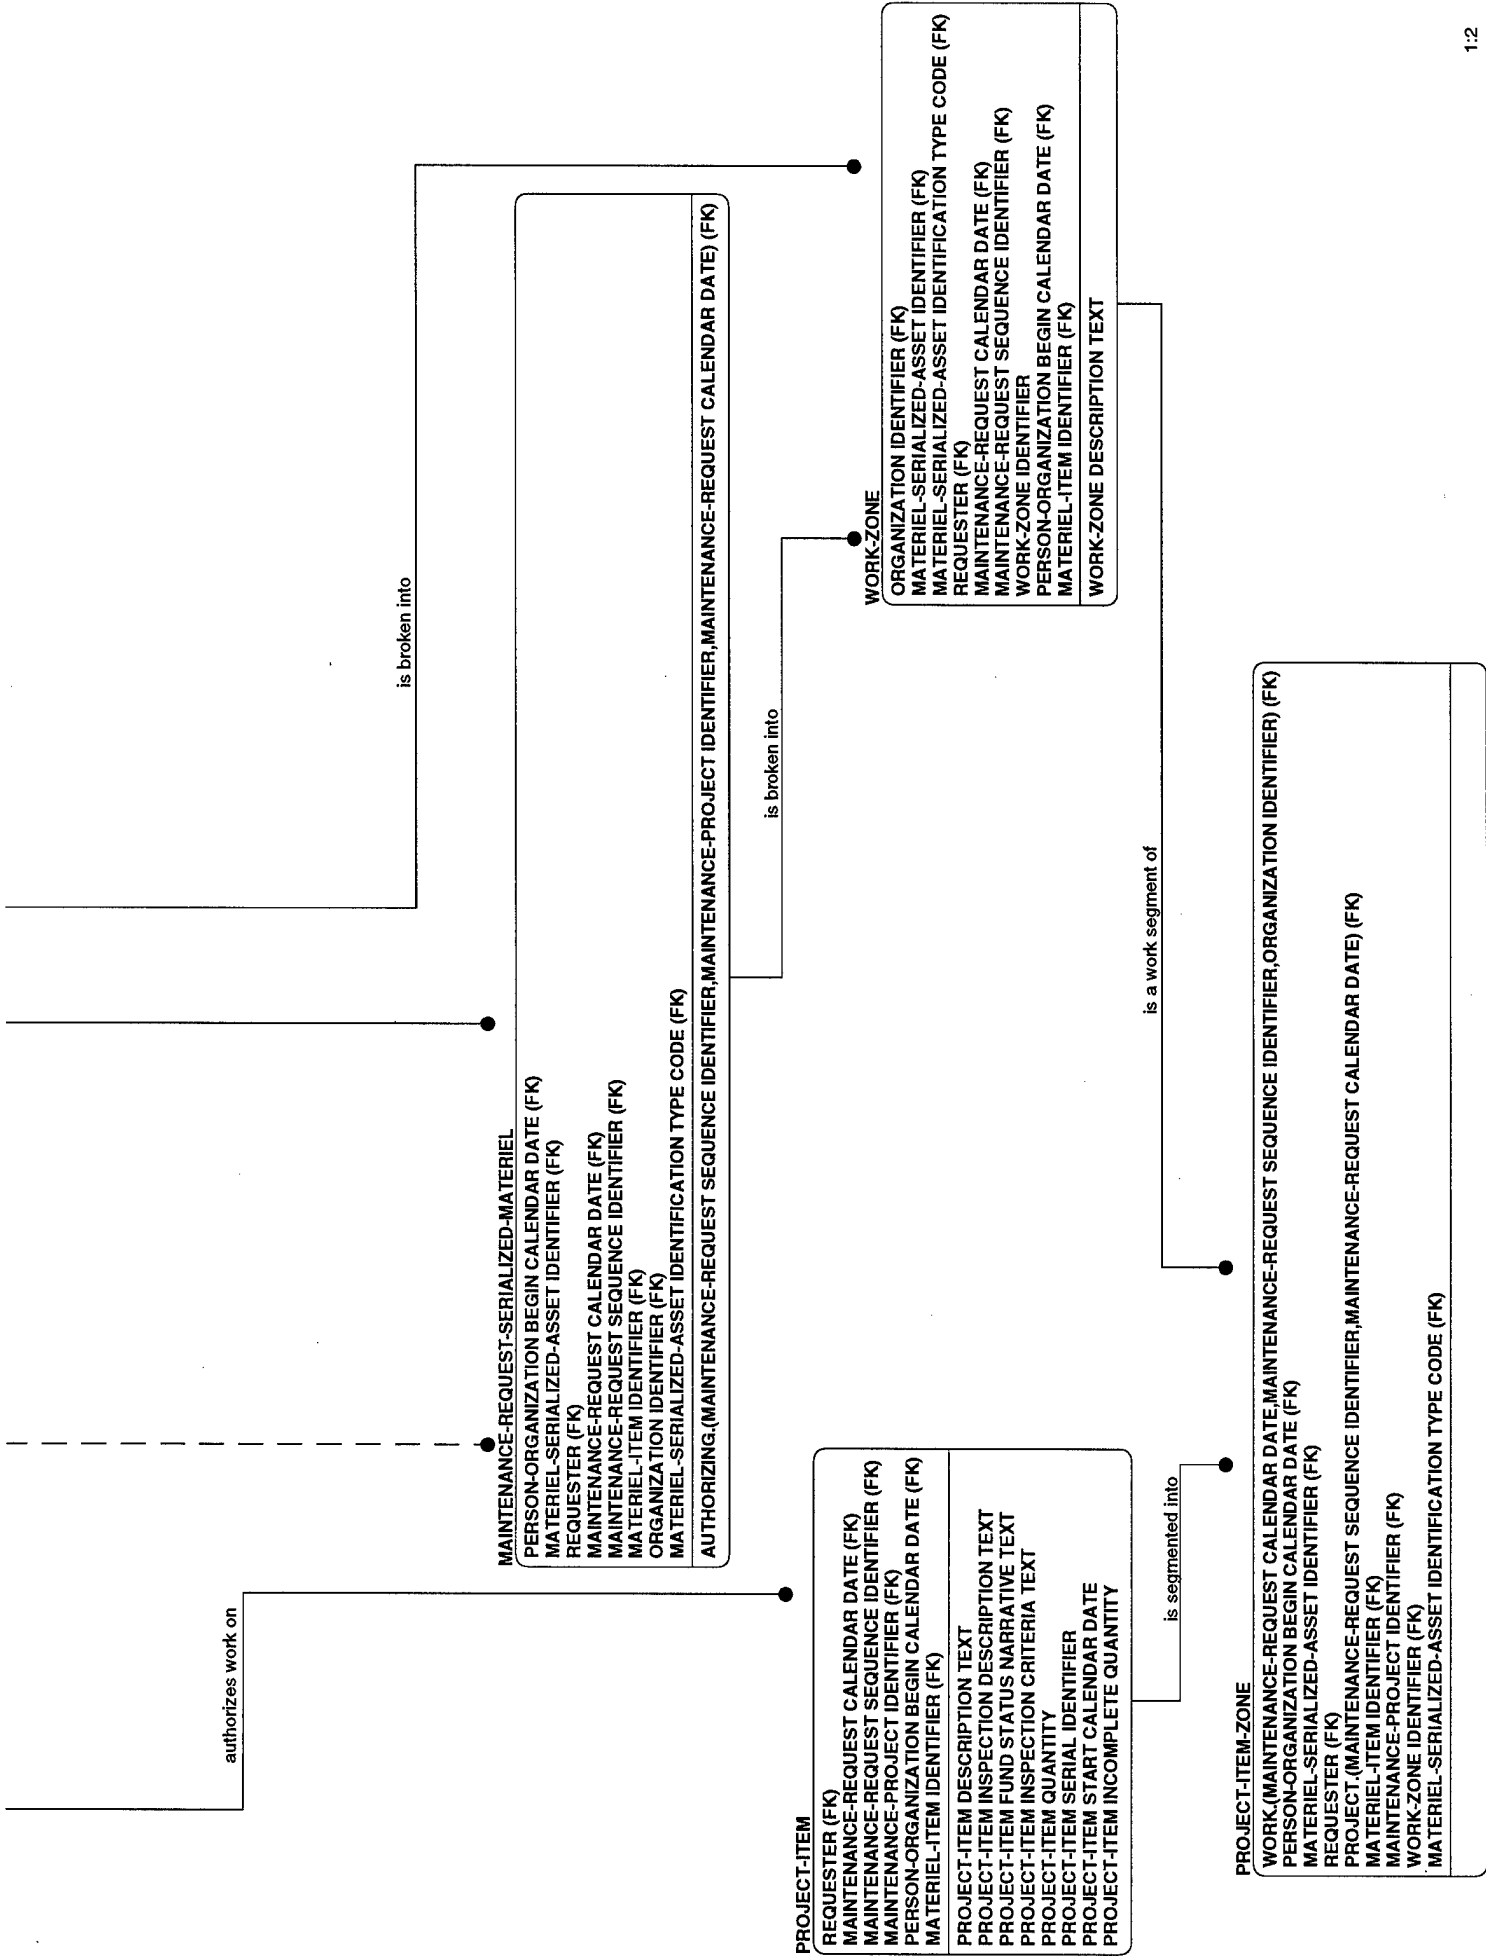 authorizes work on
PROJECT-ITEM
REQUESTER (FK)
MAINTENANCE-REQUEST CALENDAR DATE (FK)
MAINTENANCE-REQUEST SEQUENCE IDENTIFIER (FK)
MAINTENANCE-PROJECT IDENTIFIER (FK)
PERSON-ORGANIZATION BEGIN CALENDAR DATE (FK)
MATERIEL-ITEM IDENTIFIER (FK)
PROJECT-ITEM DESCRIPTION TEXT
PROJECT-ITEM INSPECTION DESCRIPTION TEXT
PROJECT-ITEM FUND STATUS NARRATIVE TEXT
PROJECT-ITEM INSPECTION CRITERIA TEXT
PROJECT-ITEM QUANTITY
PROJECT-ITEM SERIAL IDENTIFIER
PROJECT-ITEM START CALENDAR DATE
PROJECT-ITEM INCOMPLETE QUANTITY
is segmented into
MAINTENANCE-REQUEST-SERIALIZED-MATERIEL
PERSON-ORGANIZATION BEGIN CALENDAR DATE (FK)
MATERIEL-SERIALIZED-ASSET IDENTIFIER (FK)
REQUESTER (FK)
MAINTENANCE-REQUEST CALENDAR DATE (FK)
MAINTENANCE-REQUEST SEQUENCE IDENTIFIER (FK)
MATERIEL-ITEM IDENTIFIER (FK)
ORGANIZATION IDENTIFIER (FK)
MATERIEL-SERIALIZED-ASSET IDENTIFICATION TYPE CODE (FK)
AUTHORIZING.(MAINTENANCE-REQUEST SEQUENCE IDENTIFIER,MAINTENANCE-PROJECT IDENTIFIER,MAINTENANCE-REQUEST CALENDAR DATE) (FK)
is broken into
is broken into
WORK-ZONE
ORGANIZATION IDENTIFIER (FK)
MATERIEL-SERIALIZED-ASSET IDENTIFIER (FK)
MATERIEL-SERIALIZED-ASSET IDENTIFICATION TYPE CODE (FK)
REQUESTER (FK)
MAINTENANCE-REQUEST CALENDAR DATE (FK)
MAINTENANCE-REQUEST SEQUENCE IDENTIFIER (FK)
WORK-ZONE IDENTIFIER
PERSON-ORGANIZATION BEGIN CALENDAR DATE (FK)
MATERIEL-ITEM IDENTIFIER (FK)
WORK-ZONE DESCRIPTION TEXT
is a work segment of
PROJECT-ITEM-ZONE
WORK.(MAINTENANCE-REQUEST CALENDAR DATE,MAINTENANCE-REQUEST SEQUENCE IDENTIFIER,ORGANIZATION IDENTIFIER) (FK)
PERSON-ORGANIZATION BEGIN CALENDAR DATE (FK)
MATERIEL-SERIALIZED-ASSET IDENTIFIER (FK)
REQUESTER (FK)
PROJECT.(MAINTENANCE-REQUEST SEQUENCE IDENTIFIER,MAINTENANCE-REQUEST CALENDAR DATE) (FK)
MATERIEL-ITEM IDENTIFIER (FK)
MAINTENANCE-PROJECT IDENTIFIER (FK)
WORK-ZONE IDENTIFIER (FK)
MATERIEL-SERIALIZED-ASSET IDENTIFICATION TYPE CODE (FK)
1:2